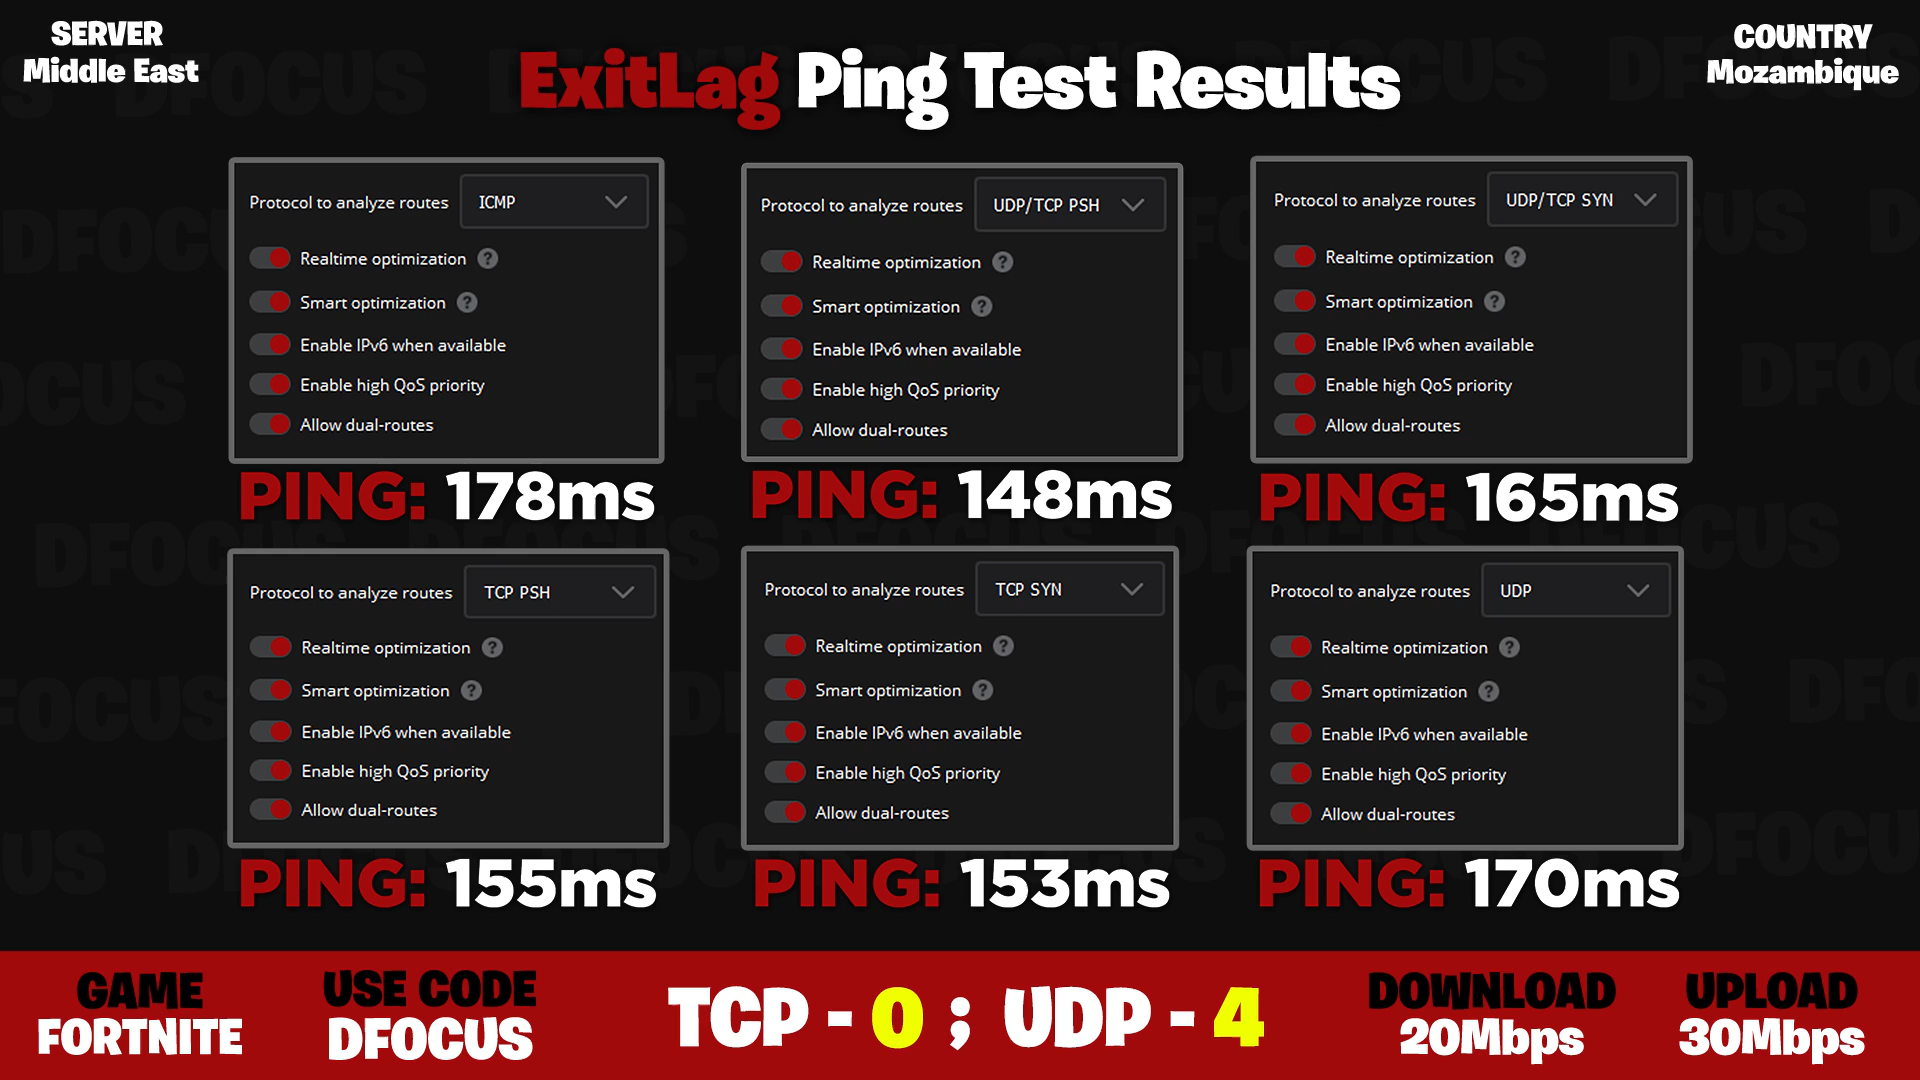 SERVER
Middle East
ExitLag Ping Test Results
COUNTRY
Mozambique
Protocol to analyze routes ICMP
Realtime optimization ?
Smart optimization ?
Enable IPv6 when available
Enable high QoS priority
Allow dual-routes
PING: 178ms
Protocol to analyze routes UDP/TCP PSH
Realtime optimization ?
Smart optimization ?
Enable IPv6 when available
Enable high QoS priority
Allow dual-routes
PING: 148ms
Protocol to analyze routes UDP/TCP SYN
Realtime optimization ?
Smart optimization ?
Enable IPv6 when available
Enable high QoS priority
Allow dual-routes
PING: 165ms
Protocol to analyze routes TCP PSH
Realtime optimization ?
Smart optimization ?
Enable IPv6 when available
Enable high QoS priority
Allow dual-routes
PING: 155ms
Protocol to analyze routes TCP SYN
Realtime optimization ?
Smart optimization ?
Enable IPv6 when available
Enable high QoS priority
Allow dual-routes
PING: 153ms
Protocol to analyze routes UDP
Realtime optimization ?
Smart optimization ?
Enable IPv6 when available
Enable high QoS priority
Allow dual-routes
PING: 170ms
GAME
FORTNITE
USE CODE
DFOCUS
TCP - 0 ; UDP - 4
DOWNLOAD
20Mbps
UPLOAD
30Mbps